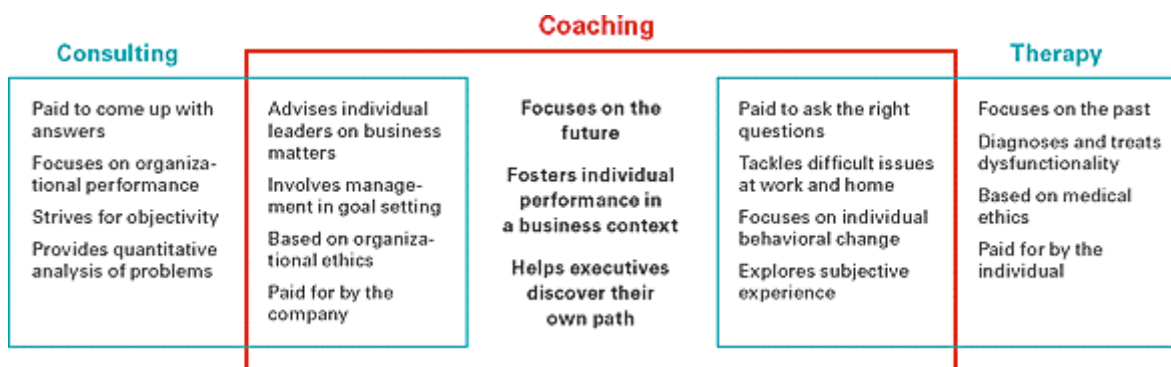 Coaching
Consulting
Therapy
Paid to come up with
answers
Focuses on organiza-
tional performance
Strives for objectivity
Provides quantitative
analysis of problems
Advises individual
leaders on business
matters
Involves manage-
ment in goal setting
Based on organiza-
tional ethics
Paid for by the
company
Focuses on the
future
Fosters individual
performance in
a business context
Helps executives
discover their
own path
Paid to ask the right
questions
Tackles difficult issues
at work and home
Focuses on individual
behavioral change
Explores subjective
experience
Focuses on the past
Diagnoses and treats
dysfunctionality
Based on medical
ethics
Paid for by the
individual